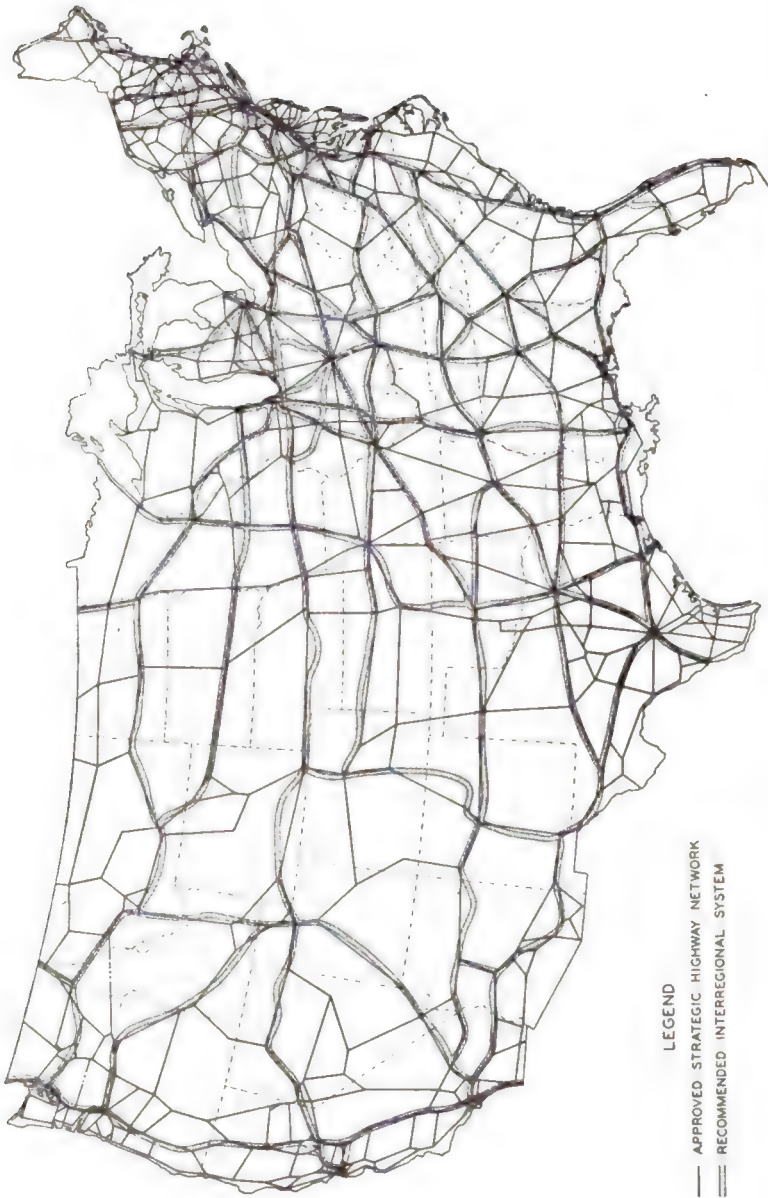 LEGEND
APPROVED STRATEGIC HIGHWAY NETWORK
RECOMMENDED INTERREGIONAL SYSTEM